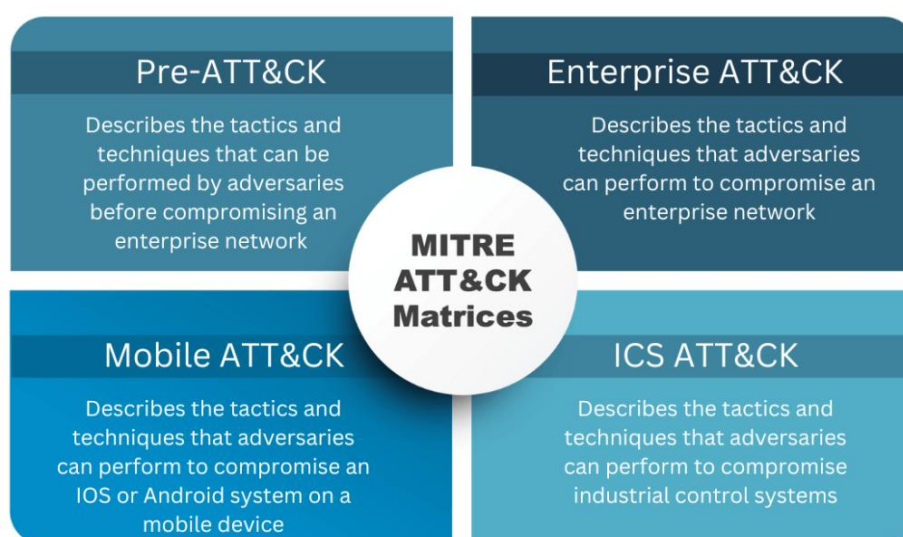 Pre-ATT&CK
Describes the tactics and
techniques that can be
performed by adversaries
before compromising an
enterprise network
Enterprise ATT&CK
Describes the tactics and
techniques that adversaries
can perform to compromise an
enterprise network
MITRE
ATT&CK
Matrices
Mobile ATT&CK
Describes the tactics and
techniques that adversaries
can perform to compromise an
IOS or Android system on a
mobile device
ICS ATT&CK
Describes the tactics and
techniques that adversaries
can perform to compromise
industrial control systems